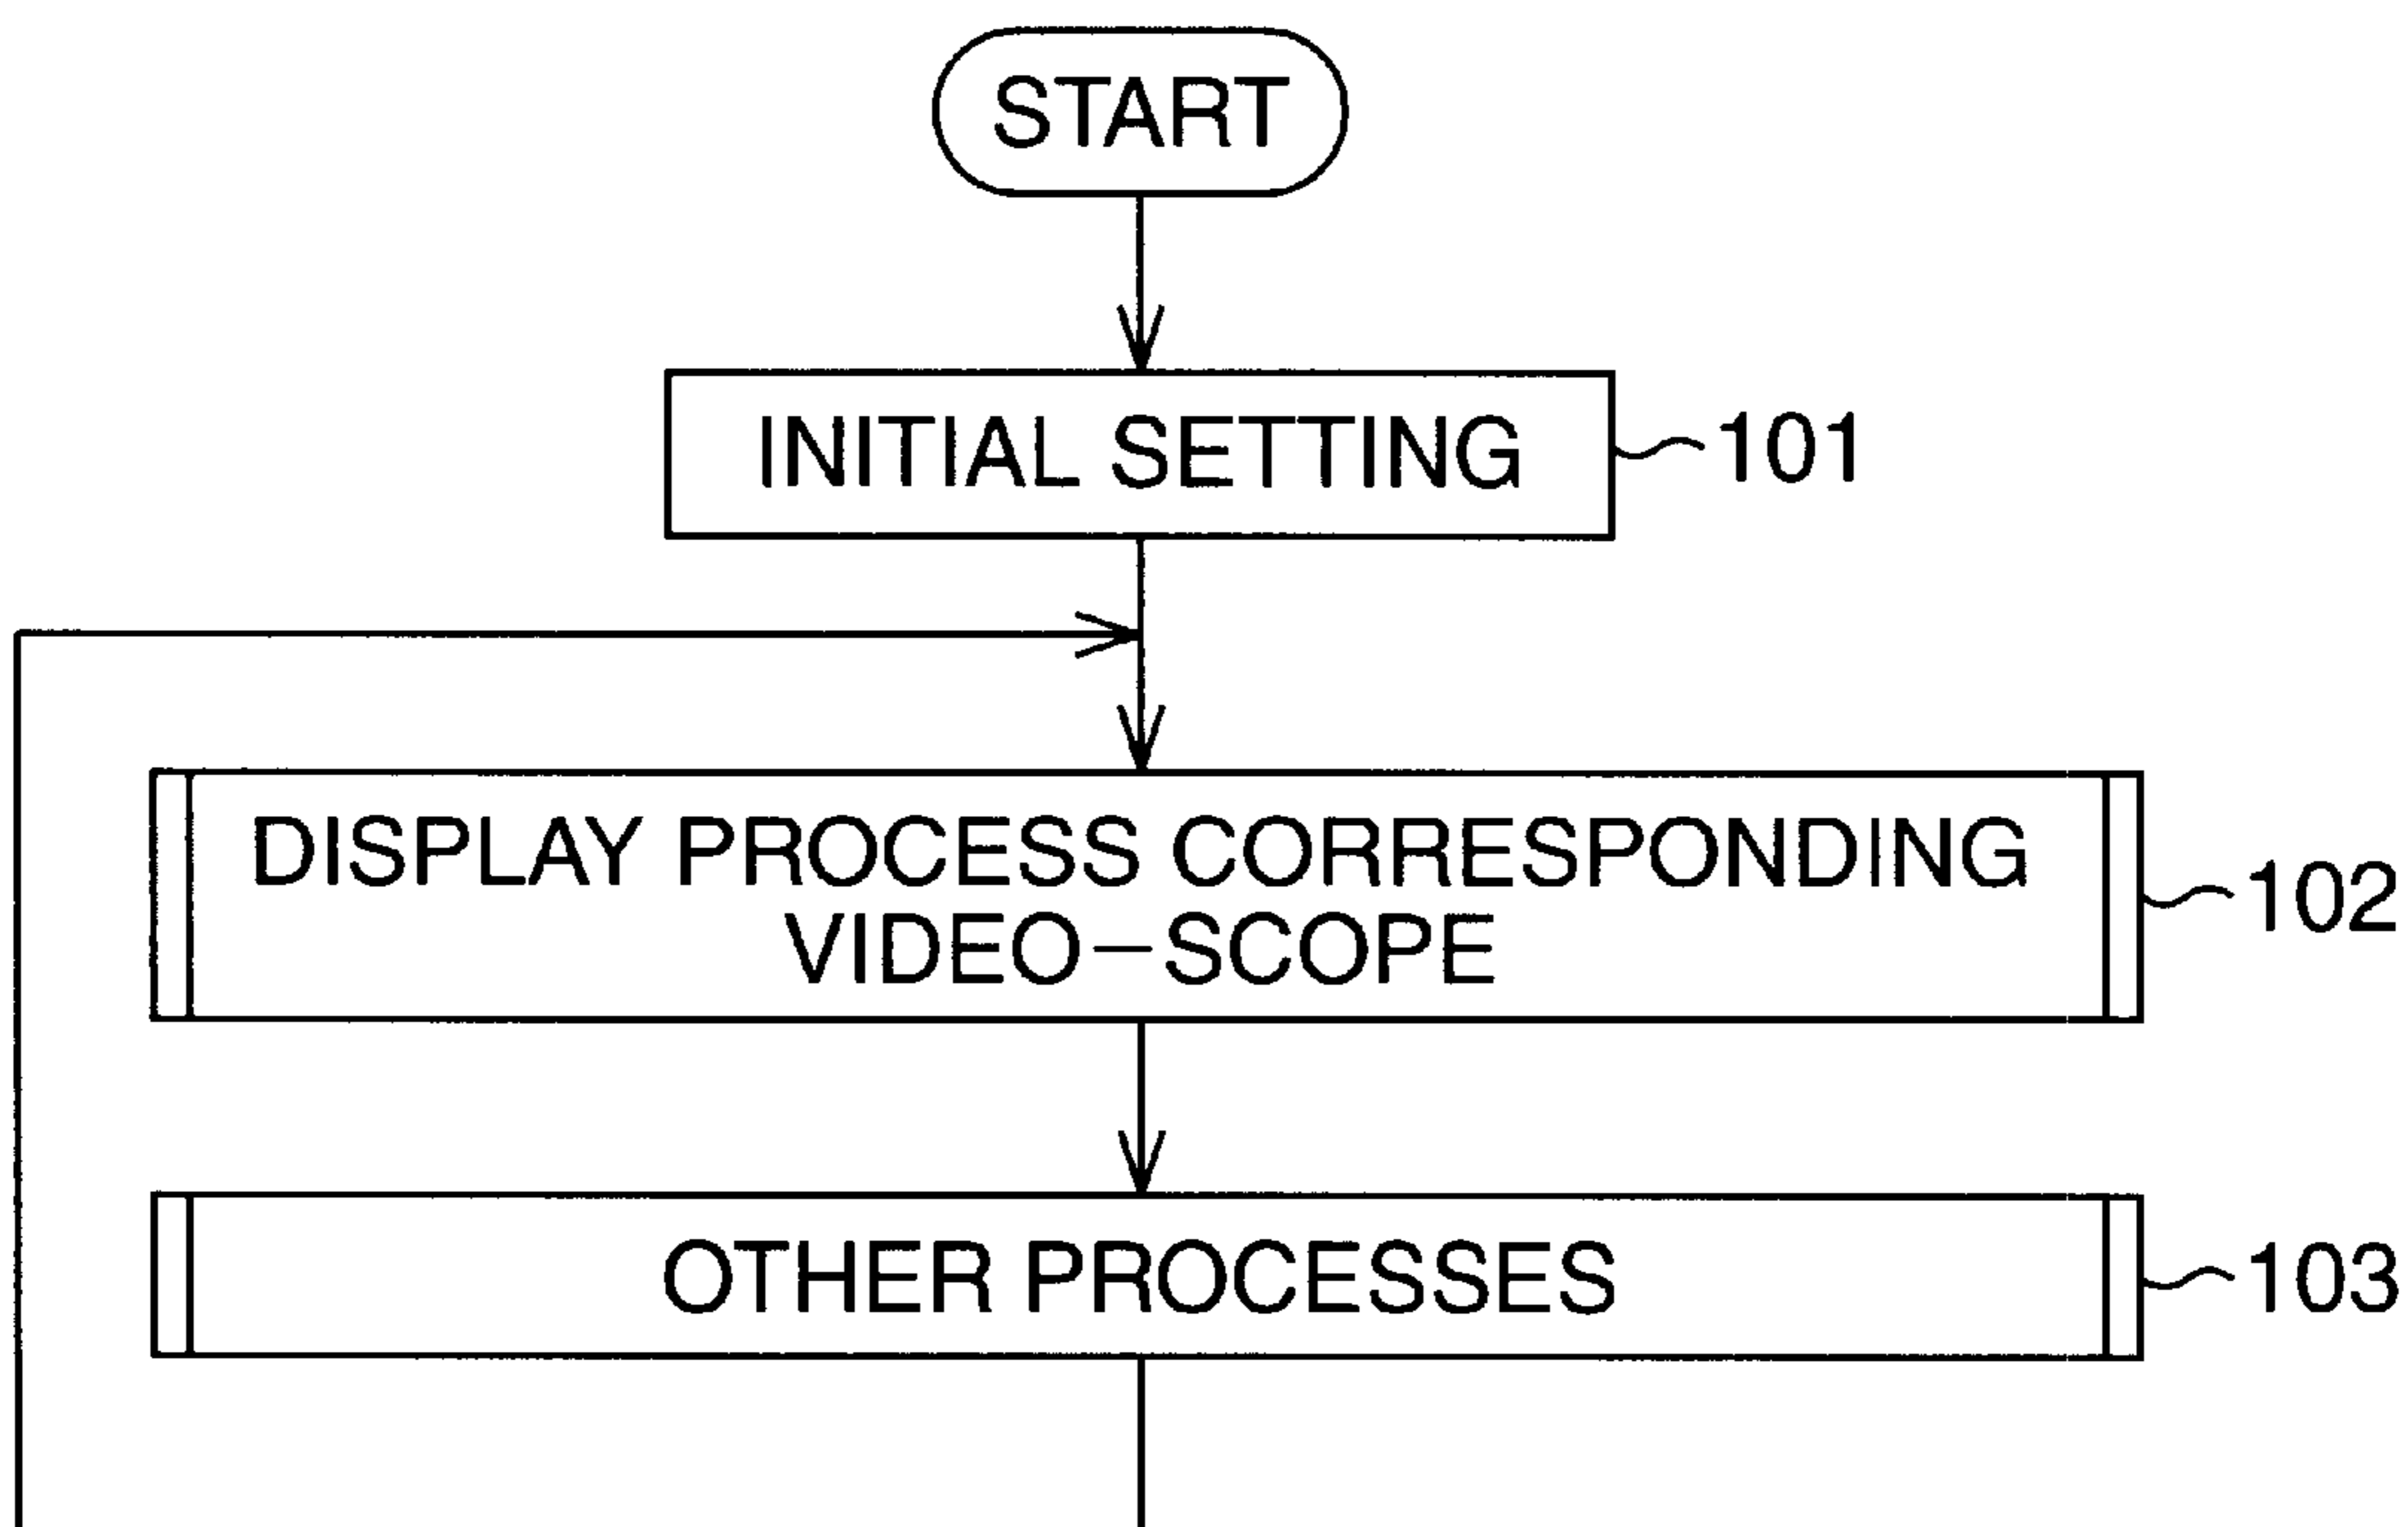 START
INITIAL SETTING
101
DISPLAY PROCESS CORRESPONDING
VIDEO-SCOPE
102
OTHER PROCESSES
103